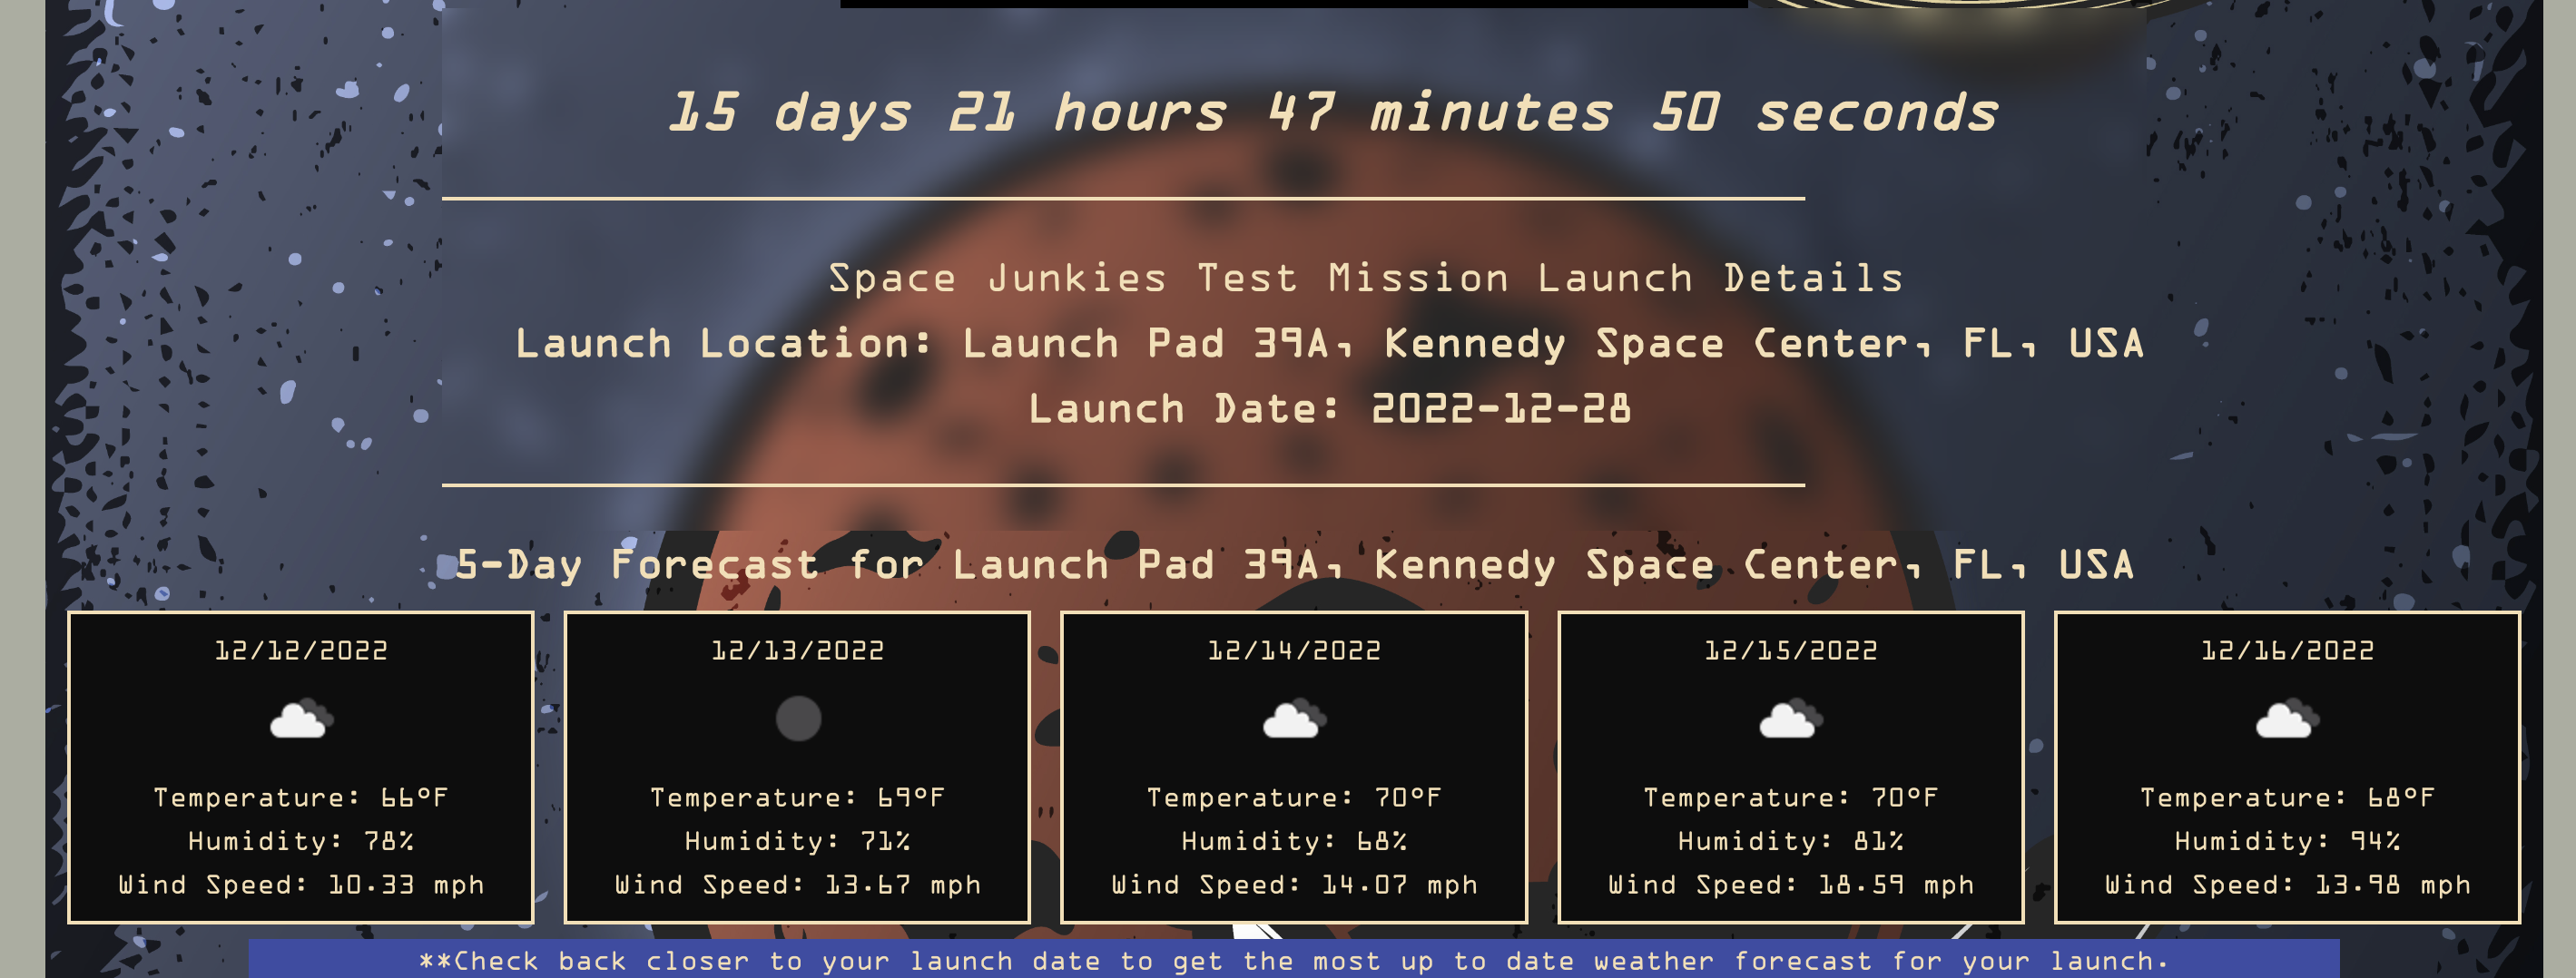 15 days 21 hours 47 minutes 50 seconds
Space Junkies Test Mission Launch Details
Launch Location: Launch Pad 39A, Kennedy Space Center, FL, USA
Launch Date: 2022-12-28
5-Day Forecast for Launch Pad 39A, Kennedy Space Center, FL, USA
12/12/2022
Temperature: 66°F
Humidity: 78%
Wind Speed: 10.33 mph
12/13/2022
Temperature: 69°F
Humidity: 71%
Wind Speed: 13.67 mph
12/14/2022
Temperature: 70°F
Humidity: 68%
Wind Speed: 14.07 mph
12/15/2022
Temperature: 70°F
Humidity: 81%
Wind Speed: 18.59 mph
12/16/2022
Temperature: 68°F
Humidity: 94%
Wind Speed: 13.98 mph
**Check back closer to your launch date to get the most up to date weather forecast for your launch.